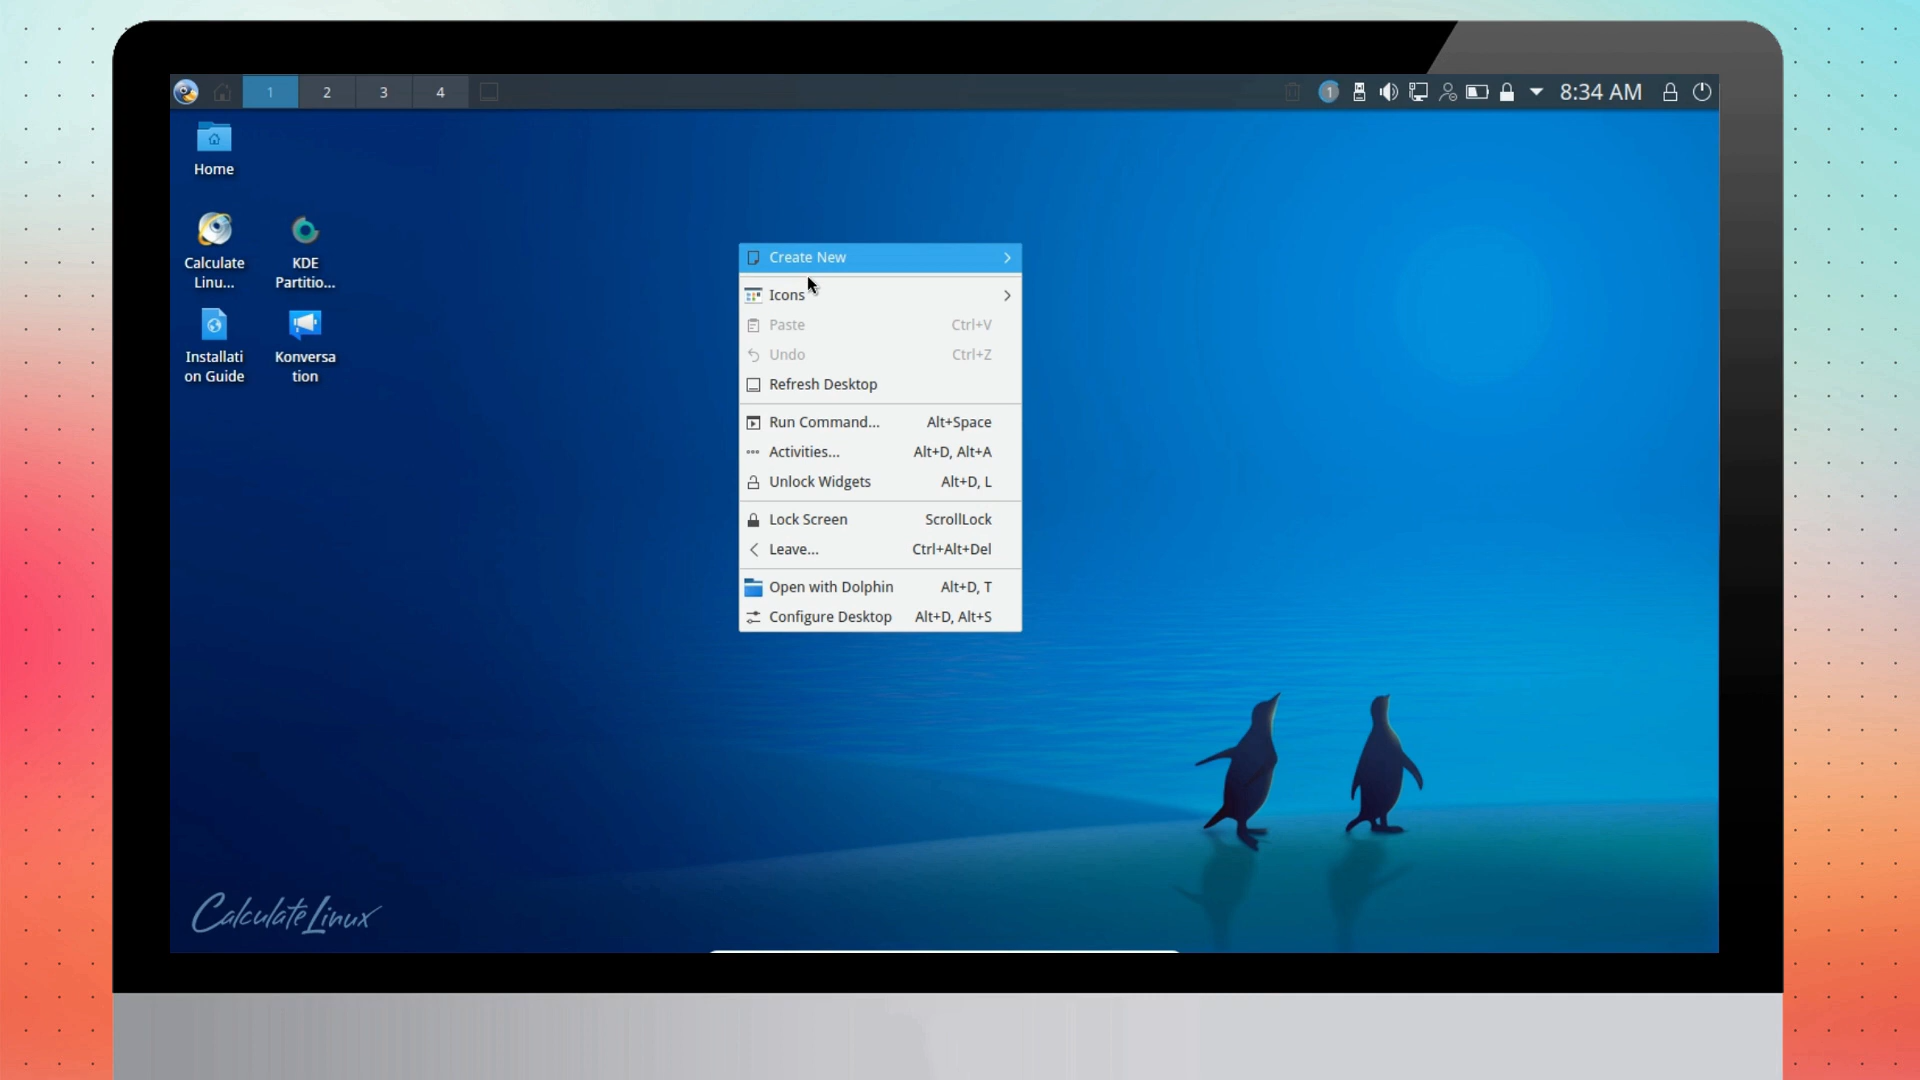 1 2 3 4
1
8:34 AM
Home
Calculate
Linu...
KDE
Partitio...
Installati
on Guide
Konversa
tion
Create New
Icons
Paste Ctrl+V
Undo Ctrl+Z
Refresh Desktop
Run Command... Alt+Space
Activities... Alt+D, Alt+A
Unlock Widgets Alt+D, L
Lock Screen ScrollLock
Leave... Ctrl+Alt+Del
Open with Dolphin Alt+D, T
Configure Desktop Alt+D, Alt+S
Calculate Linux